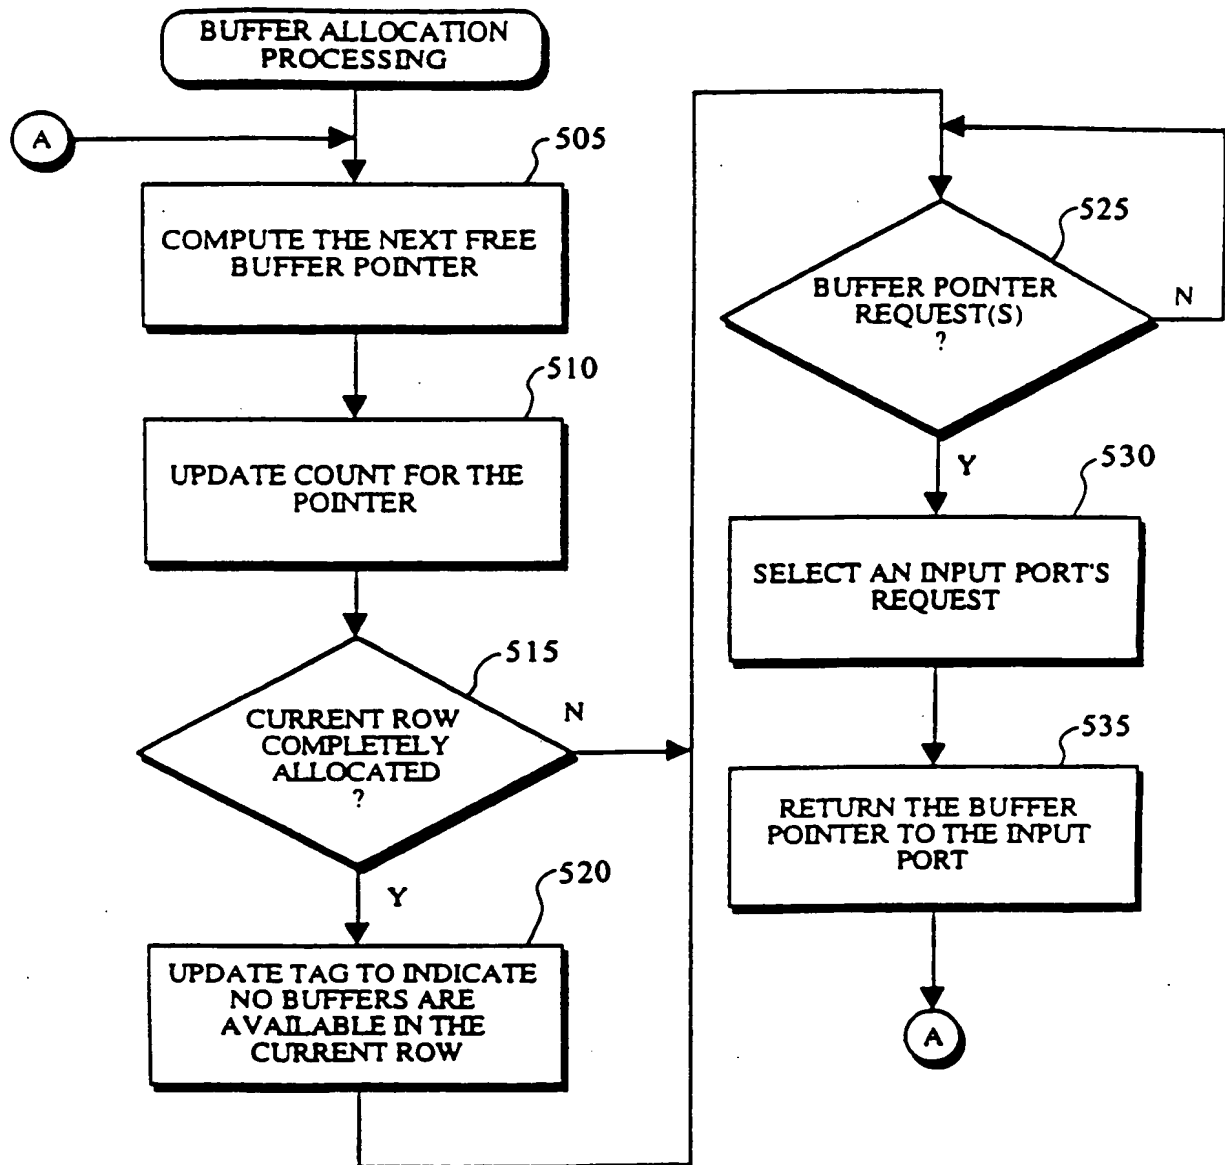 BUFFER ALLOCATION
PROCESSING
A
505
COMPUTE THE NEXT FREE
BUFFER POINTER
510
UPDATE COUNT FOR THE
POINTER
515
CURRENT ROW
COMPLETELY
ALLOCATED
?
N
Y
520
UPDATE TAG TO INDICATE
NO BUFFERS ARE
AVAILABLE IN THE
CURRENT ROW
525
BUFFER POINTER
REQUEST(S)
?
N
Y
530
SELECT AN INPUT PORT'S
REQUEST
535
RETURN THE BUFFER
POINTER TO THE INPUT
PORT
A